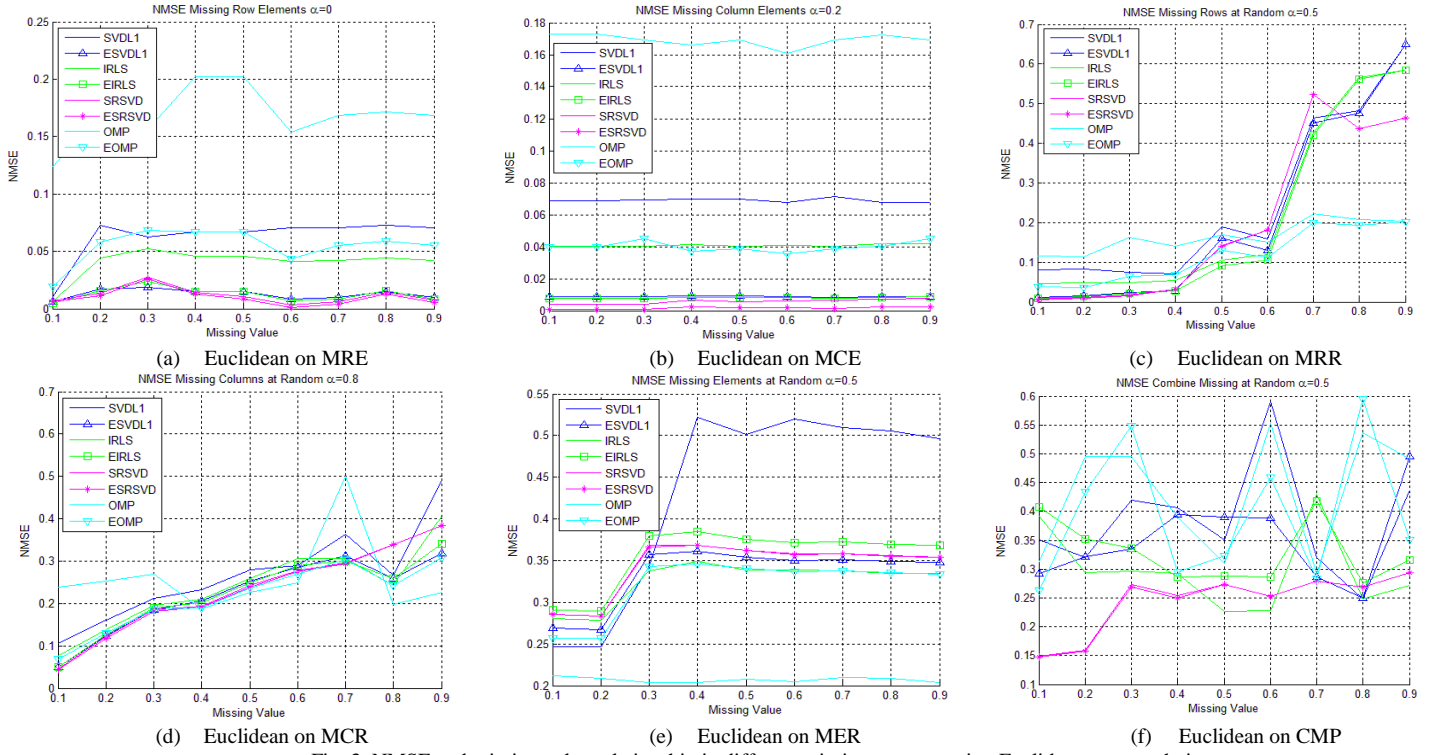 NMSE Missing Row Elements α=0
0.25
0.2
0.15
0.1
0.05
0
NMSE
SVDL1
ESVDL1
IRLS
EIRLS
SRSVD
ESRSVD
OMP
EOMP
0.1 0.2 0.3 0.4 0.5 0.6 0.7 0.8 0.9
Missing Value
(a) Euclidean on MRE
NMSE Missing Column Elements α=0.2
0.18
0.16
0.14
0.12
0.1
0.08
0.06
0.04
0.02
0
NMSE
SVDL1
ESVDL1
IRLS
EIRLS
SRSVD
ESRSVD
OMP
EOMP
0.1 0.2 0.3 0.4 0.5 0.6 0.7 0.8 0.9
Missing Value
(b) Euclidean on MCE
NMSE Missing Rows at Random α=0.5
0.7
0.6
0.5
0.4
0.3
0.2
0.1
0
NMSE
SVDL1
ESVDL1
IRLS
EIRLS
SRSVD
ESRSVD
OMP
EOMP
0.1 0.2 0.3 0.4 0.5 0.6 0.7 0.8 0.9
Missing Value
(c) Euclidean on MRR
NMSE Missing Columns at Random α=0.8
0.7
0.6
0.5
0.4
0.3
0.2
0.1
0
NMSE
SVDL1
ESVDL1
IRLS
EIRLS
SRSVD
ESRSVD
OMP
EOMP
0.1 0.2 0.3 0.4 0.5 0.6 0.7 0.8 0.9
Missing Value
(d) Euclidean on MCR
NMSE Missing Elements at Random α=0.5
0.55
0.5
0.45
0.4
0.35
0.3
0.25
0.2
NMSE
SVDL1
ESVDL1
IRLS
EIRLS
SRSVD
ESRSVD
OMP
EOMP
0.1 0.2 0.3 0.4 0.5 0.6 0.7 0.8 0.9
Missing Value
(e) Euclidean on MER
NMSE Combine Missing at Random α=0.5
0.6
0.55
0.5
0.45
0.4
0.35
0.3
0.25
0.2
0.15
0.1
NMSE
SVDL1
ESVDL1
IRLS
EIRLS
SRSVD
ESRSVD
OMP
EOMP
0.1 0.2 0.3 0.4 0.5 0.6 0.7 0.8 0.9
Missing Value
(f) Euclidean on CMP